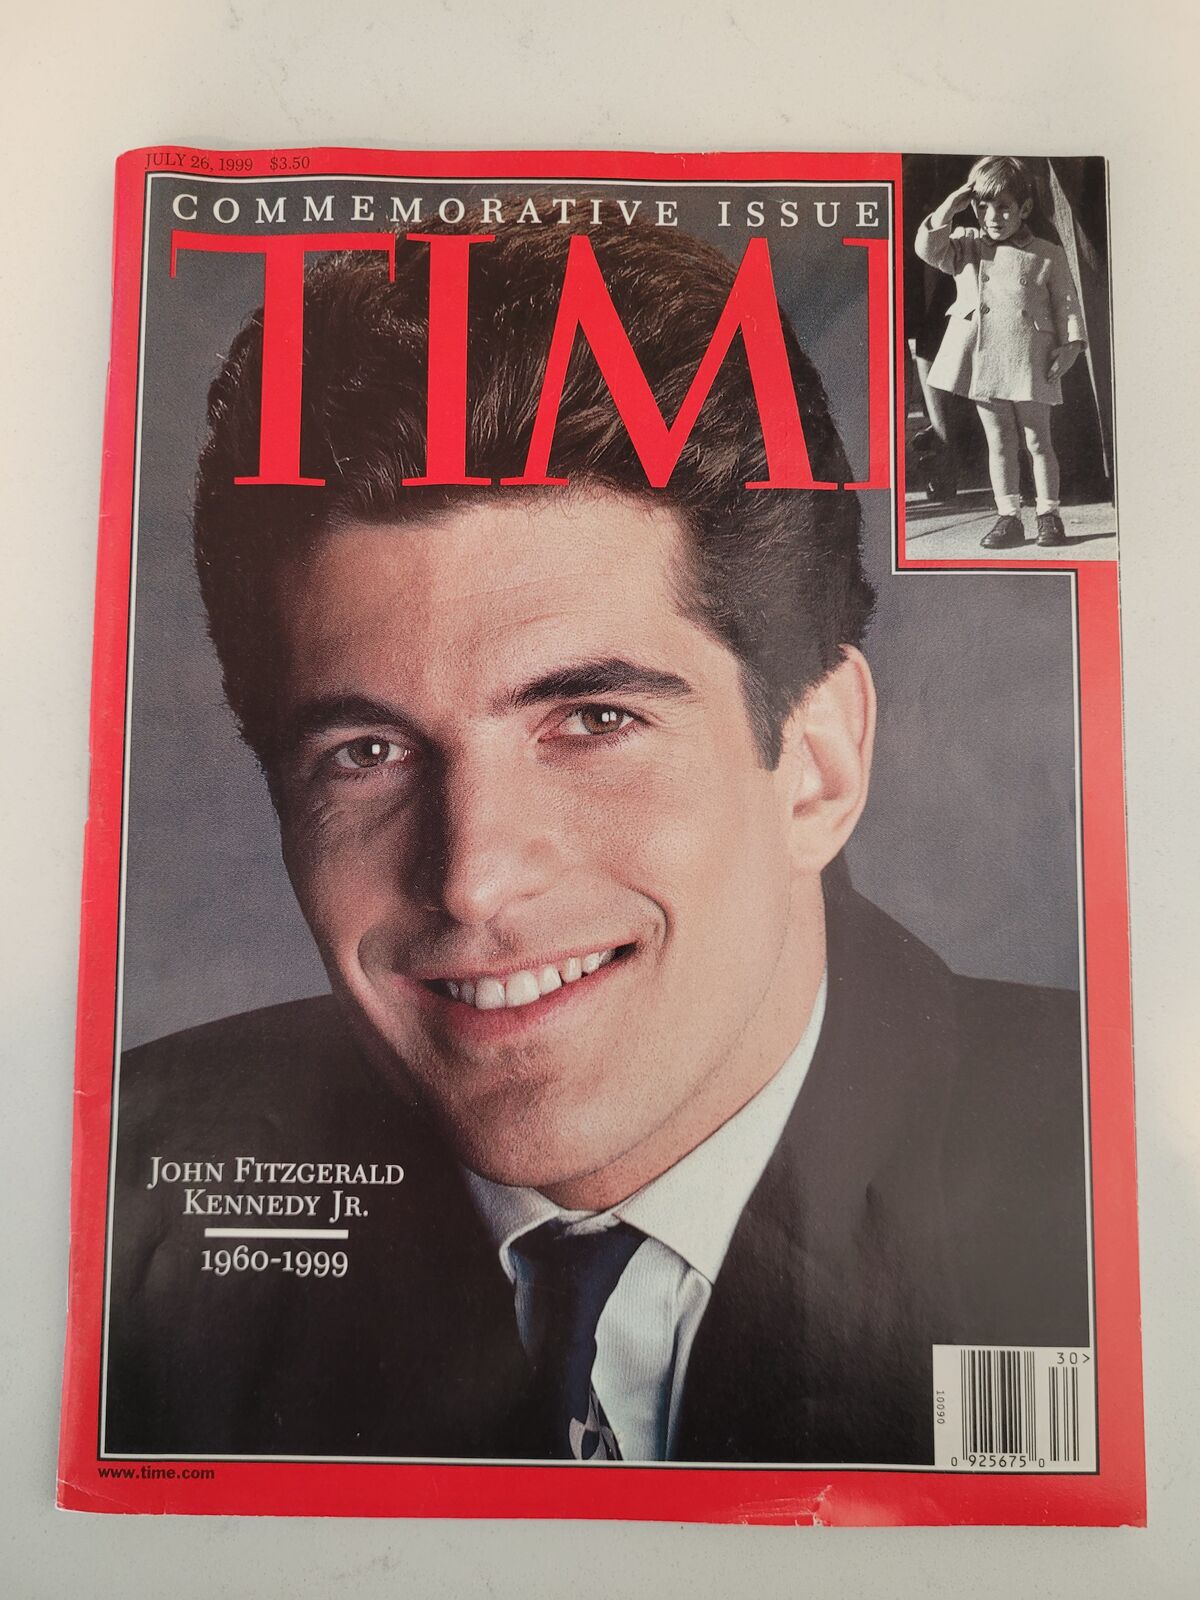 JULY 26, 1999 $3.50
COMMEMORATIVE ISSUE
TIM
JOHN FITZGERALD
KENNEDY JR.
1960-1999
30>
10090
0 925675 0
www.time.com